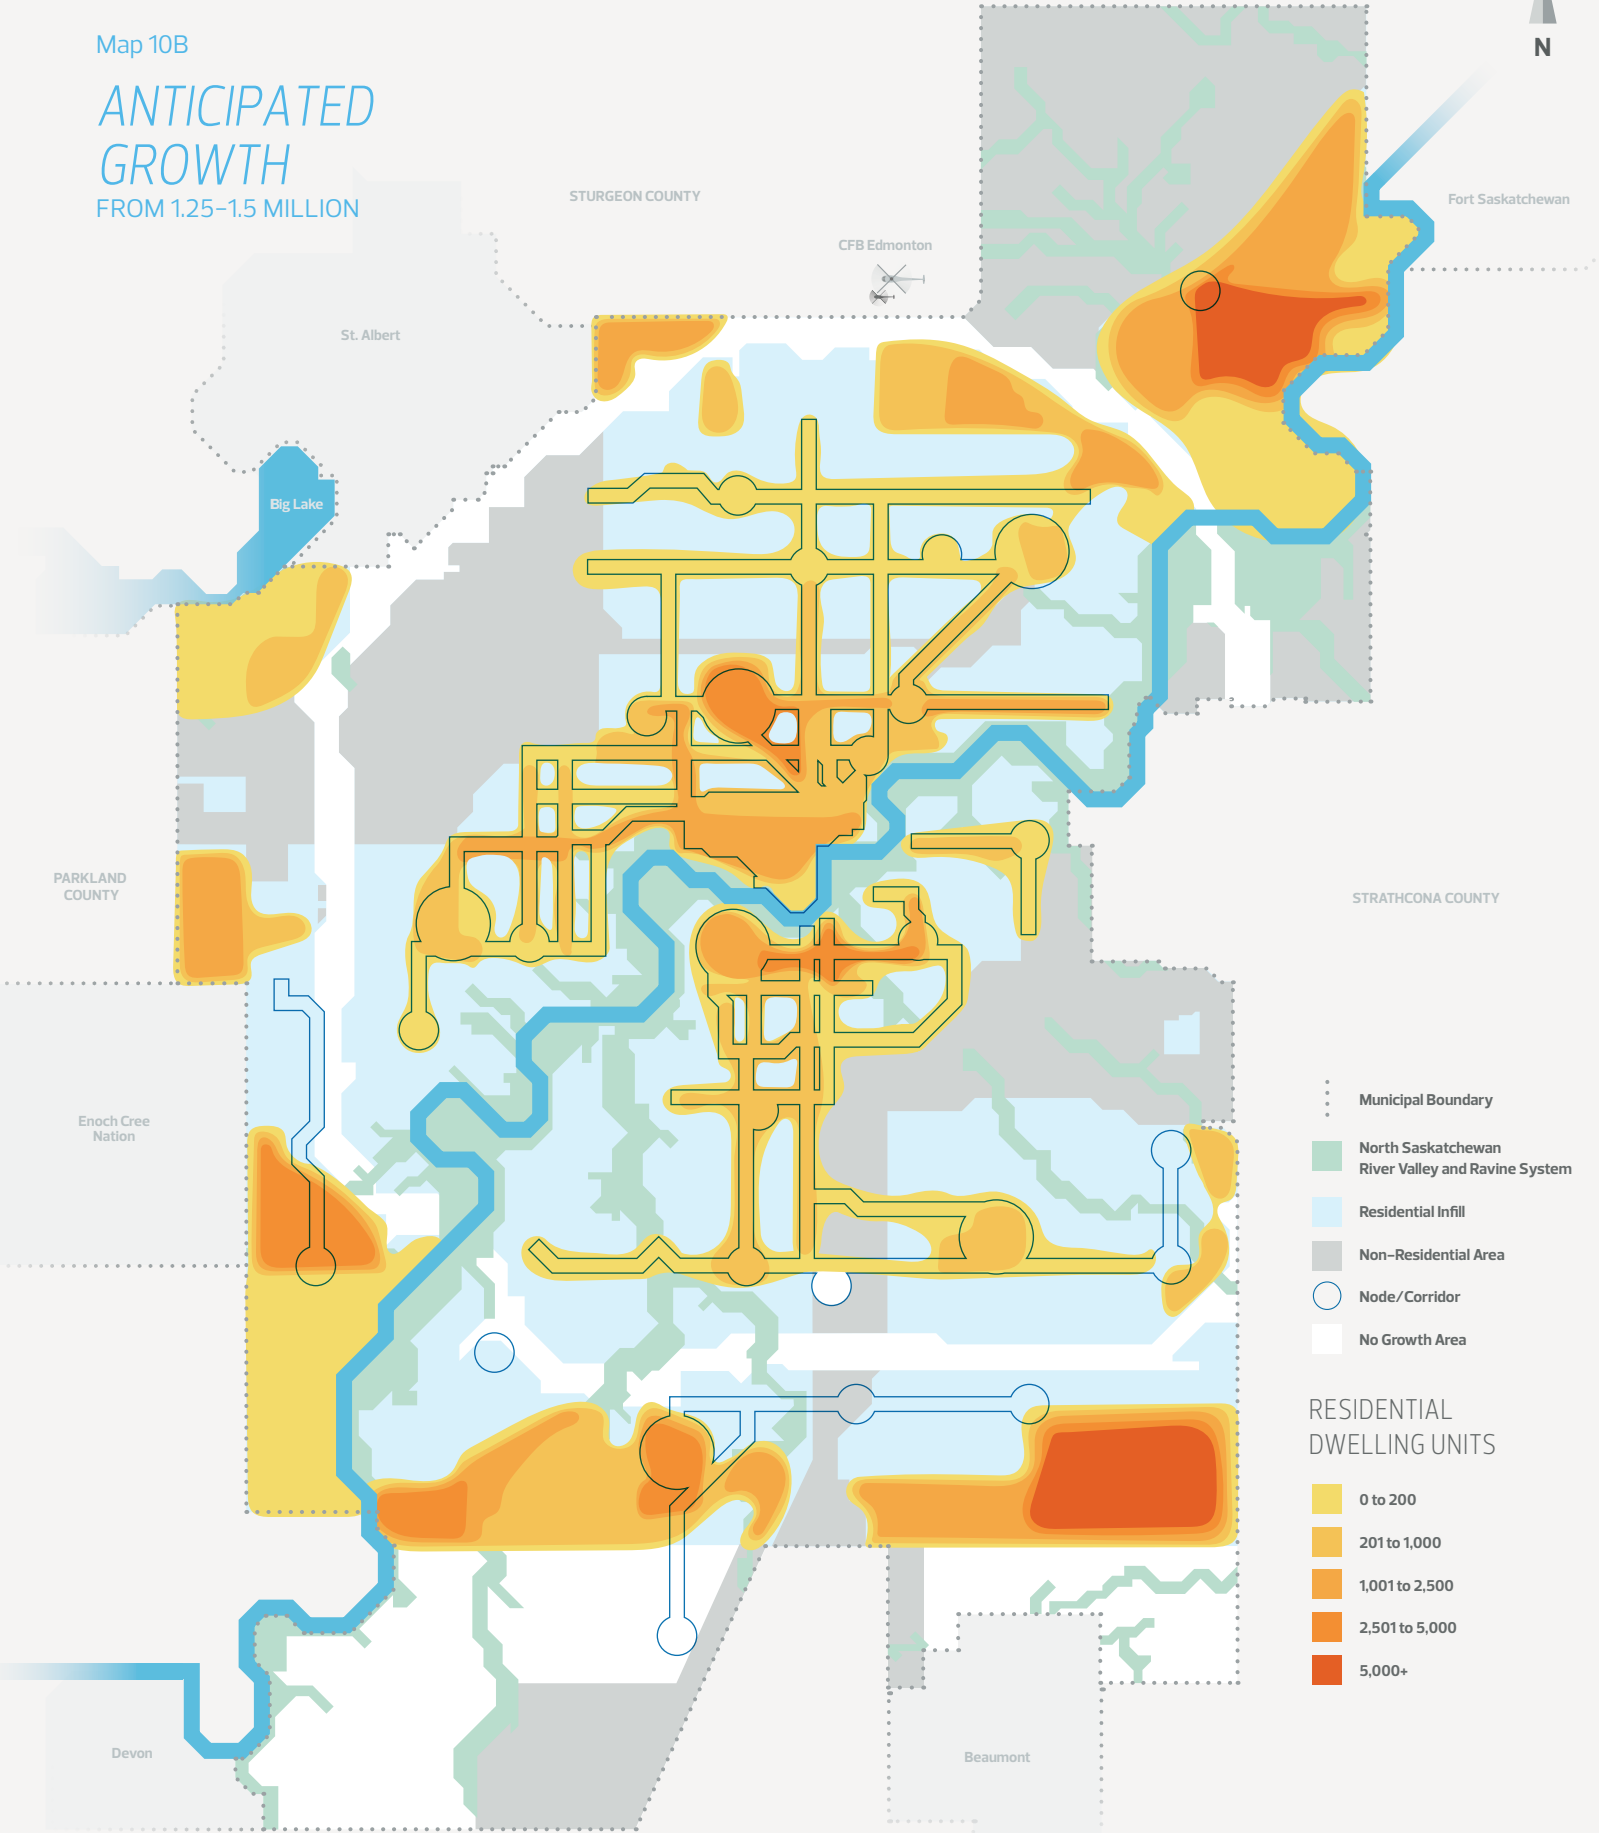 Map 10B
ANTICIPATED
GROWTH
FROM 1.25–1.5 MILLION
N
STURGEON COUNTY
Fort Saskatchewan
CFB Edmonton
St. Albert
Big Lake
PARKLAND
COUNTY
STRATHCONA COUNTY
Enoch Cree
Nation
Devon
Beaumont
Municipal Boundary
North Saskatchewan
River Valley and Ravine System
Residential Infill
Non-Residential Area
Node/Corridor
No Growth Area
RESIDENTIAL
DWELLING UNITS
0 to 200
201 to 1,000
1,001 to 2,500
2,501 to 5,000
5,000+